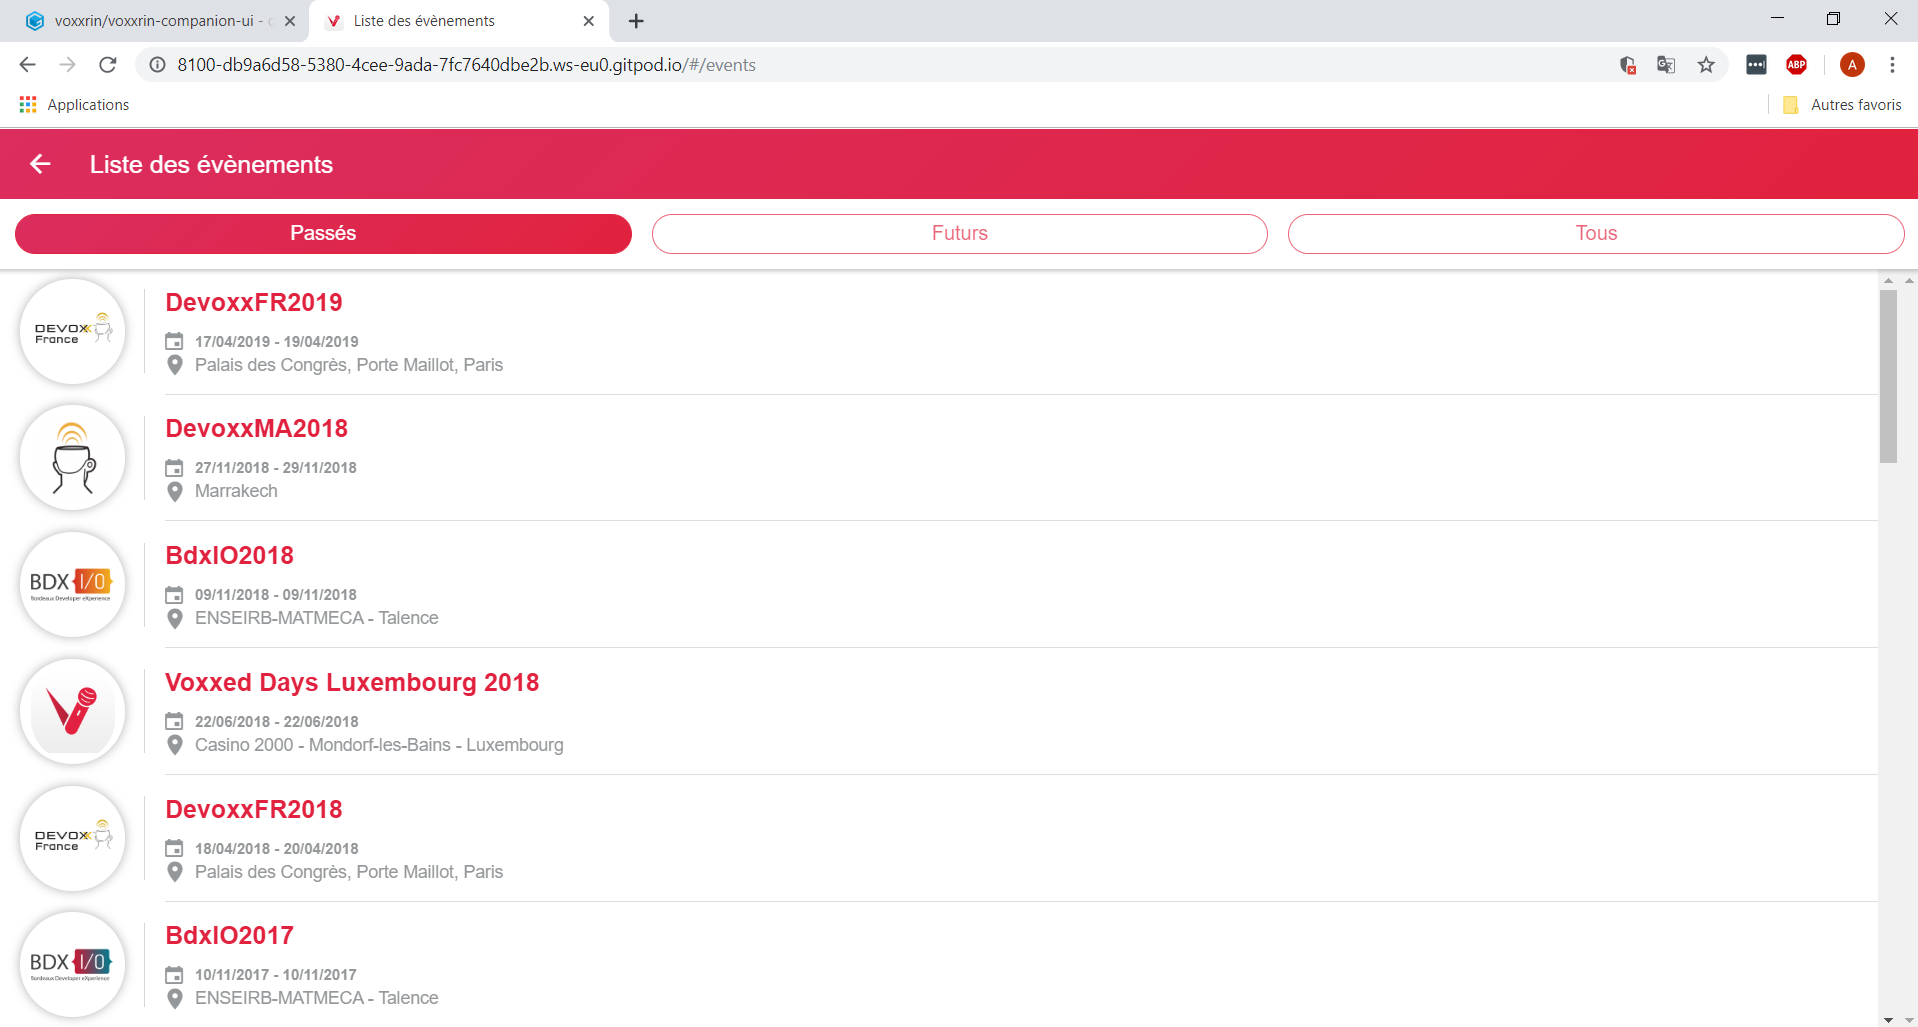 voxxrin/voxxrin-companion-ui - c
Liste des évènements
8100-db9a6d58-5380-4cee-9ada-7fc7640dbe2b.ws-eu0.gitpod.io/#/events
ABP
A
Applications
Autres favoris
Liste des évènements
Passés
Futurs
Tous
DEVOXX
France
DevoxxFR2019
17/04/2019 - 19/04/2019
Palais des Congrès, Porte Maillot, Paris
DevoxxMA2018
27/11/2018 - 29/11/2018
Marrakech
BDX I/O
Bordeaux Developer eXperience
BdxIO2018
09/11/2018 - 09/11/2018
ENSEIRB-MATMECA - Talence
Voxxed Days Luxembourg 2018
22/06/2018 - 22/06/2018
Casino 2000 - Mondorf-les-Bains - Luxembourg
DEVOXX
France
DevoxxFR2018
18/04/2018 - 20/04/2018
Palais des Congrès, Porte Maillot, Paris
BDX I/O
Bordeaux Developer eXperience
BdxIO2017
10/11/2017 - 10/11/2017
ENSEIRB-MATMECA - Talence